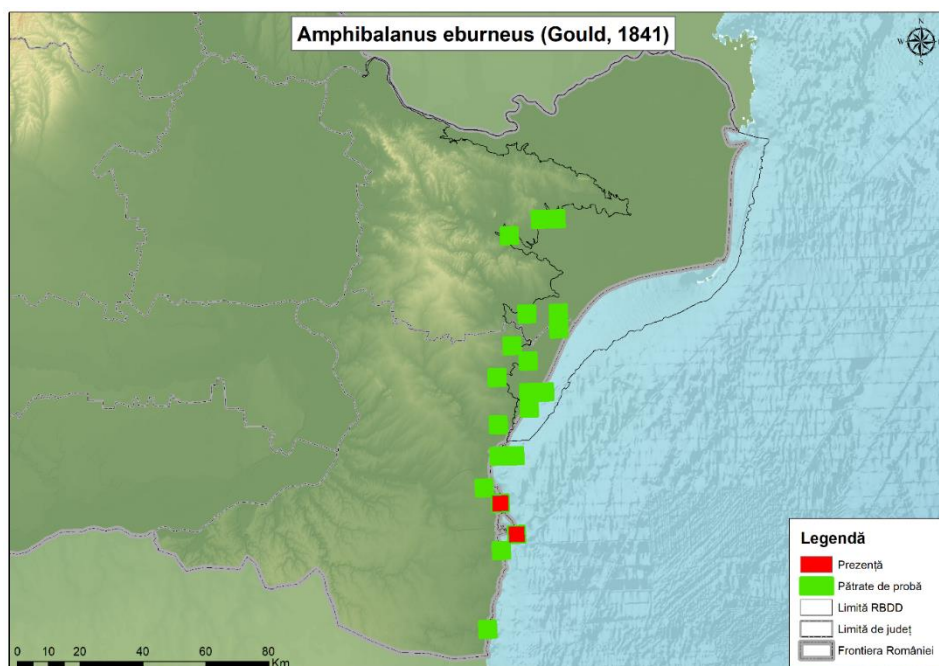 Amphibalanus eburneus (Gould, 1841)
N
W
E
S
Legendă
Prezență
Pătrate de probă
Limită RBDD
Limită de județ
Frontiera României
0 10 20 40 60 80
Km